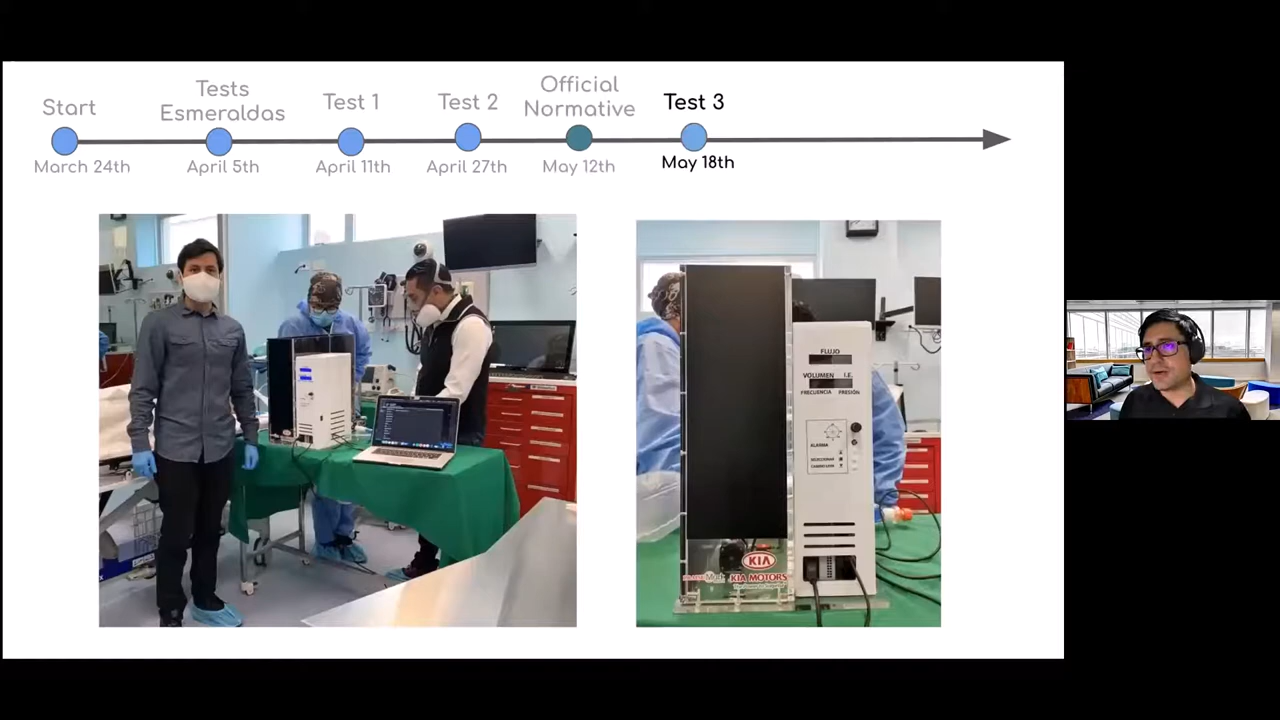 Start
March 24th
Tests
Esmeraldas
April 5th
Test 1
April 11th
Test 2
April 27th
Official
Normative
May 12th
Test 3
May 18th
FLUJO
VOLUMEN I.E.
FRECUENCIA PRESIÓN
ALARMA
KIA
KIA MOTORS